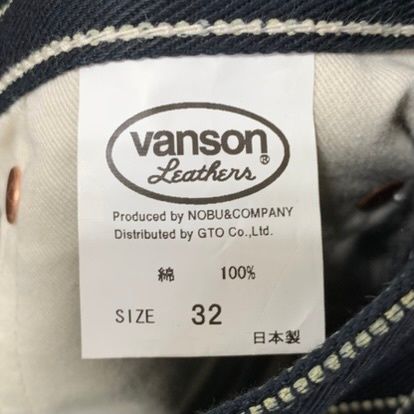 vanson
Leathers ®
Produced by NOBU&COMPANY
Distributed by GTO Co.,Ltd.
綿 100%
SIZE 32
日本製